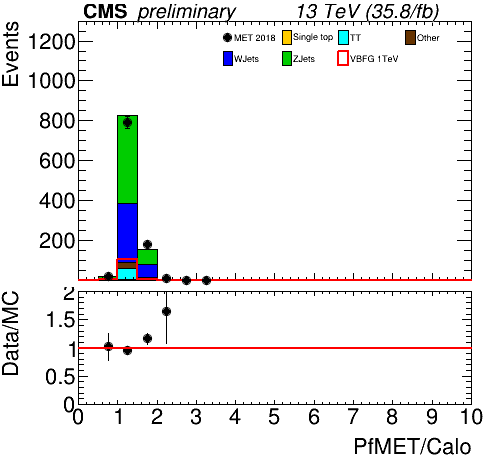 CMS preliminary 13 TeV (35.8/fb)
Events
1200
1000
800
600
400
200
MET 2018 Single top TT Other
WJets ZJets VBFG 1TeV
Data/MC
2
1.5
1
0.5
0
0 1 2 3 4 5 6 7 8 9 10
PfMET/Calo